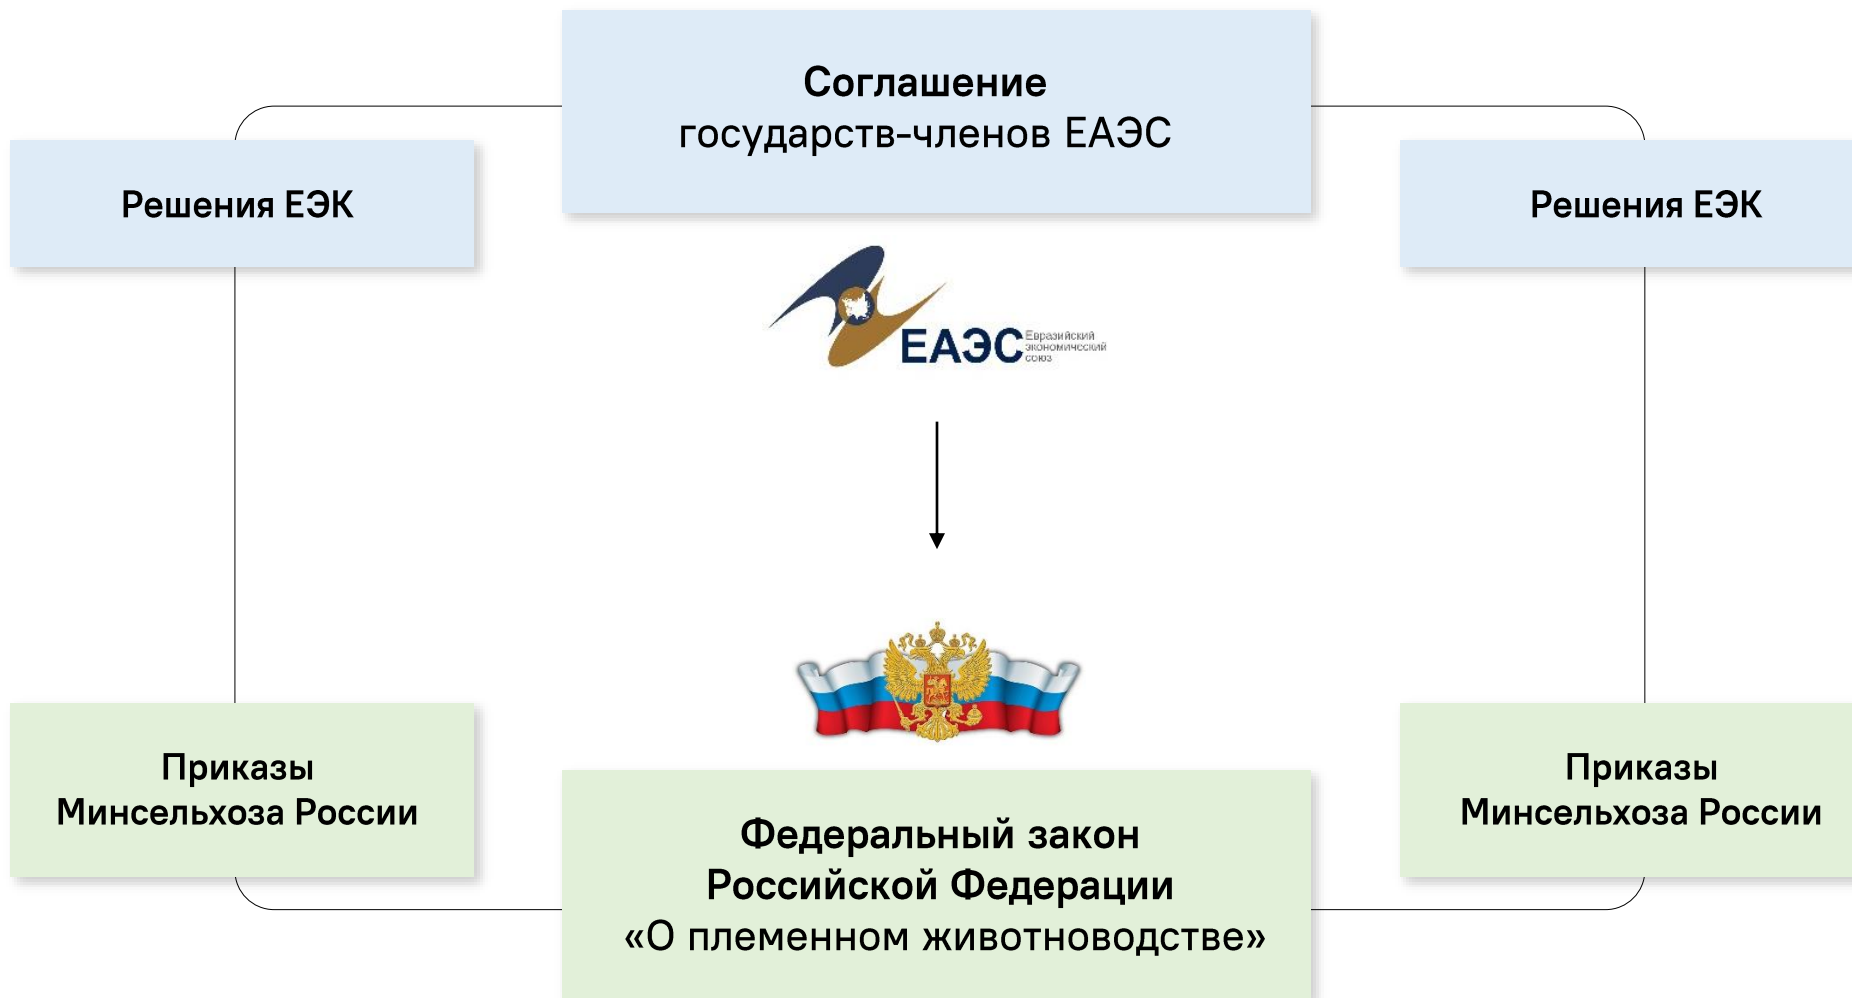 Соглашение
государств-членов ЕАЭС
Решения ЕЭК
Решения ЕЭК
ЕАЭС
Евразийский
экономический
союз
Приказы
Минсельхоза России
Приказы
Минсельхоза России
Федеральный закон
Российской Федерации
«О племенном животноводстве»